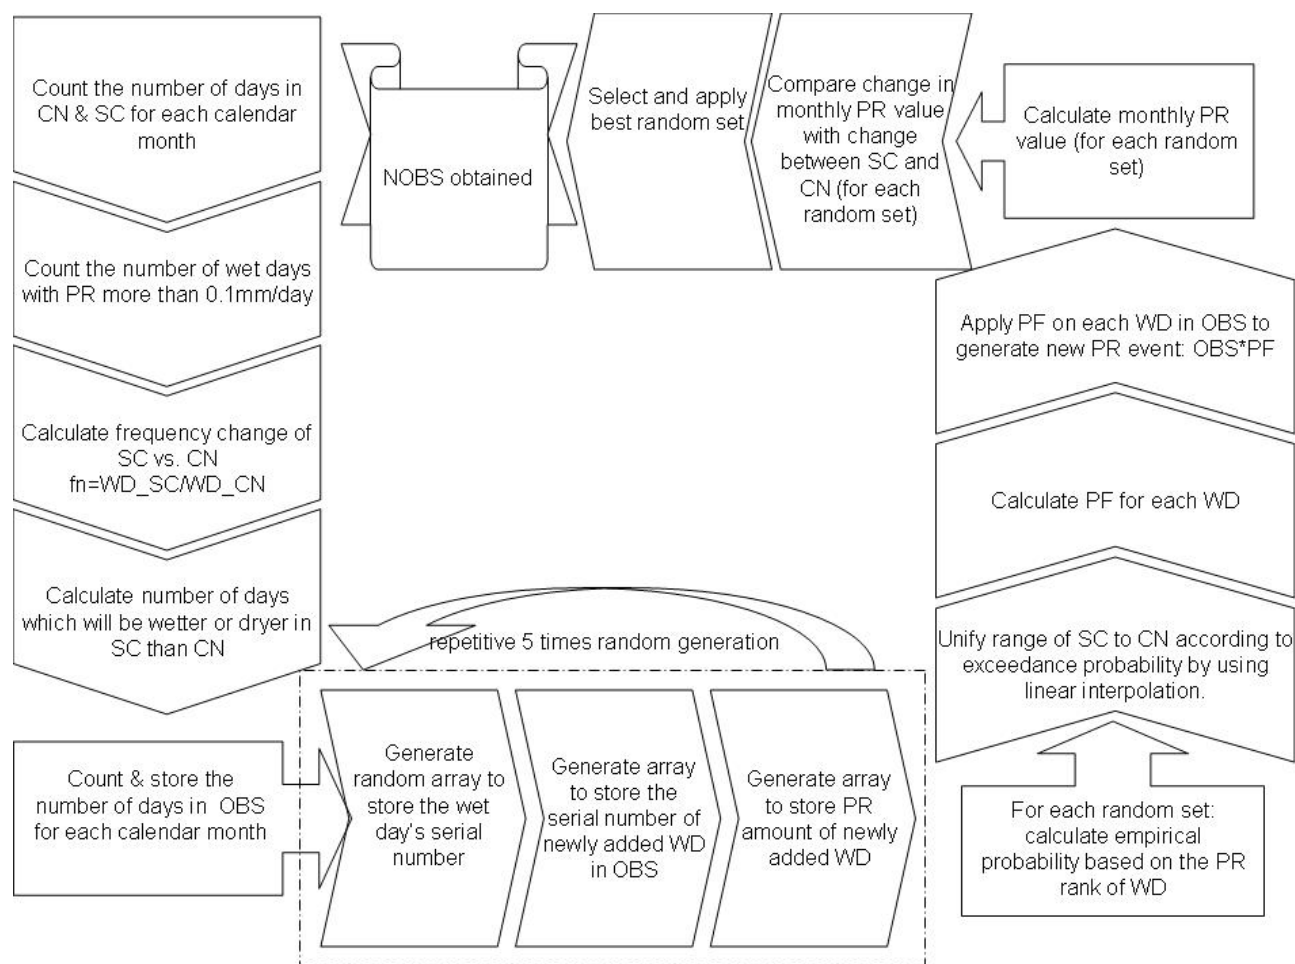 Count the number of days in
CN & SC for each calendar
month
Count the number of wet days
with PR more than 0.1mm/day
Calculate frequency change of
SC vs. CN
fn=WD_SC/WD_CN
Calculate number of days
which will be wetter or dryer in
SC than CN
Count & store the
number of days in OBS
for each calendar month
repetitive 5 times random generation
Generate
random array to
store the wet
day's serial
number
Generate array
to store the
serial number of
newly added WD
in OBS
Generate array
to store PR
amount of newly
added WD
For each random set:
calculate empirical
probability based on the PR
rank of WD
Unify range of SC to CN according to
exceedance probability by using
linear interpolation.
Calculate PF for each WD
Apply PF on each WD in OBS to
generate new PR event: OBS*PF
Calculate monthly PR
value (for each random
set)
Compare change in
monthly PR value
with change
between SC and
CN (for each
random set)
Select and apply
best random set
NOBS obtained